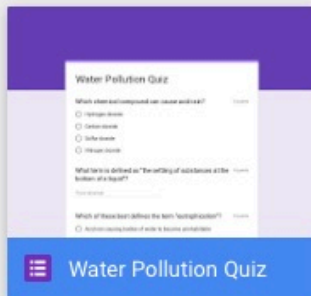 Water Pollution Quiz
Which chemical compound can cause acid rain?
Hydrogen dioxide
Carbon dioxide
Sulfur dioxide
Nitrogen dioxide
What term is defined as "the settling of substances at the
bottom of a liquid"?
Which of these best defines the term "eutrophication"?
Water Pollution Quiz